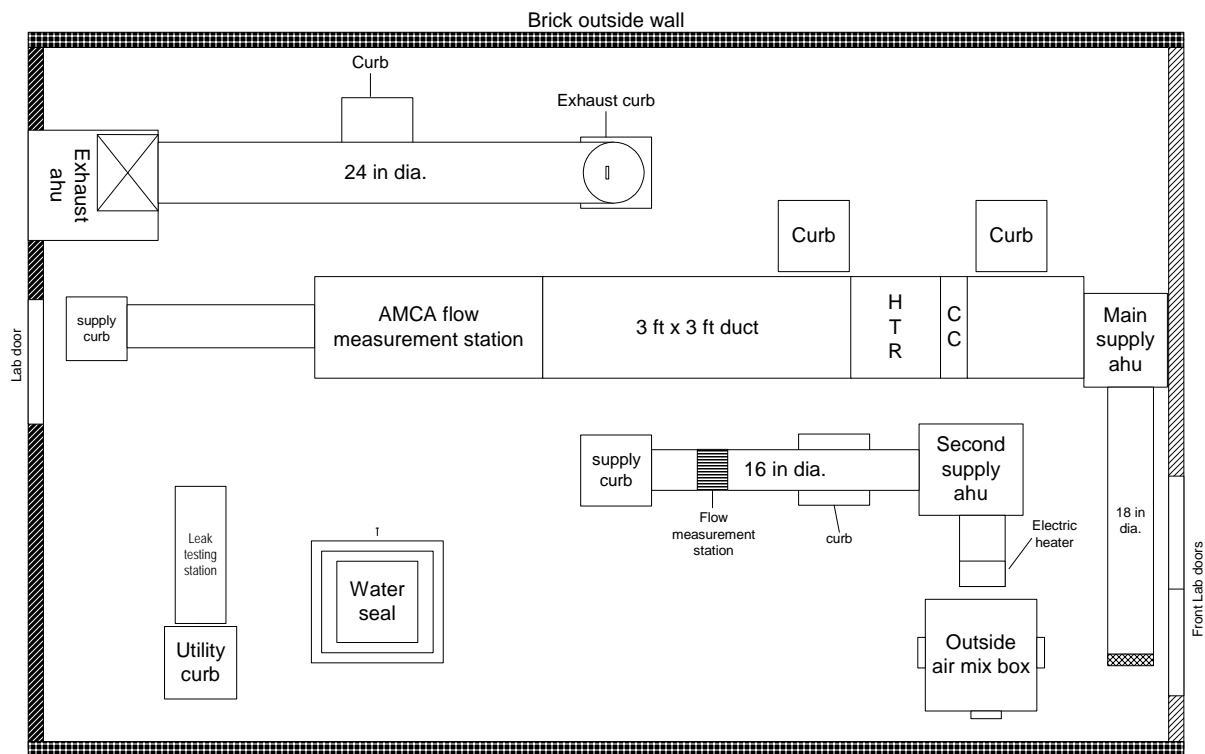 Brick outside wall
Curb
Exhaust curb
Exhaust
ahu
24 in dia.
Curb
Curb
supply
curb
AMCA flow
measurement station
3 ft x 3 ft duct
H
T
R
C
C
Main
supply
ahu
Lab door
supply
curb
16 in dia.
Second
supply
ahu
Flow
measurement
station
curb
Electric
heater
18 in
dia.
Leak
testing
station
Water
seal
Utility
curb
Outside
air mix box
Front Lab doors